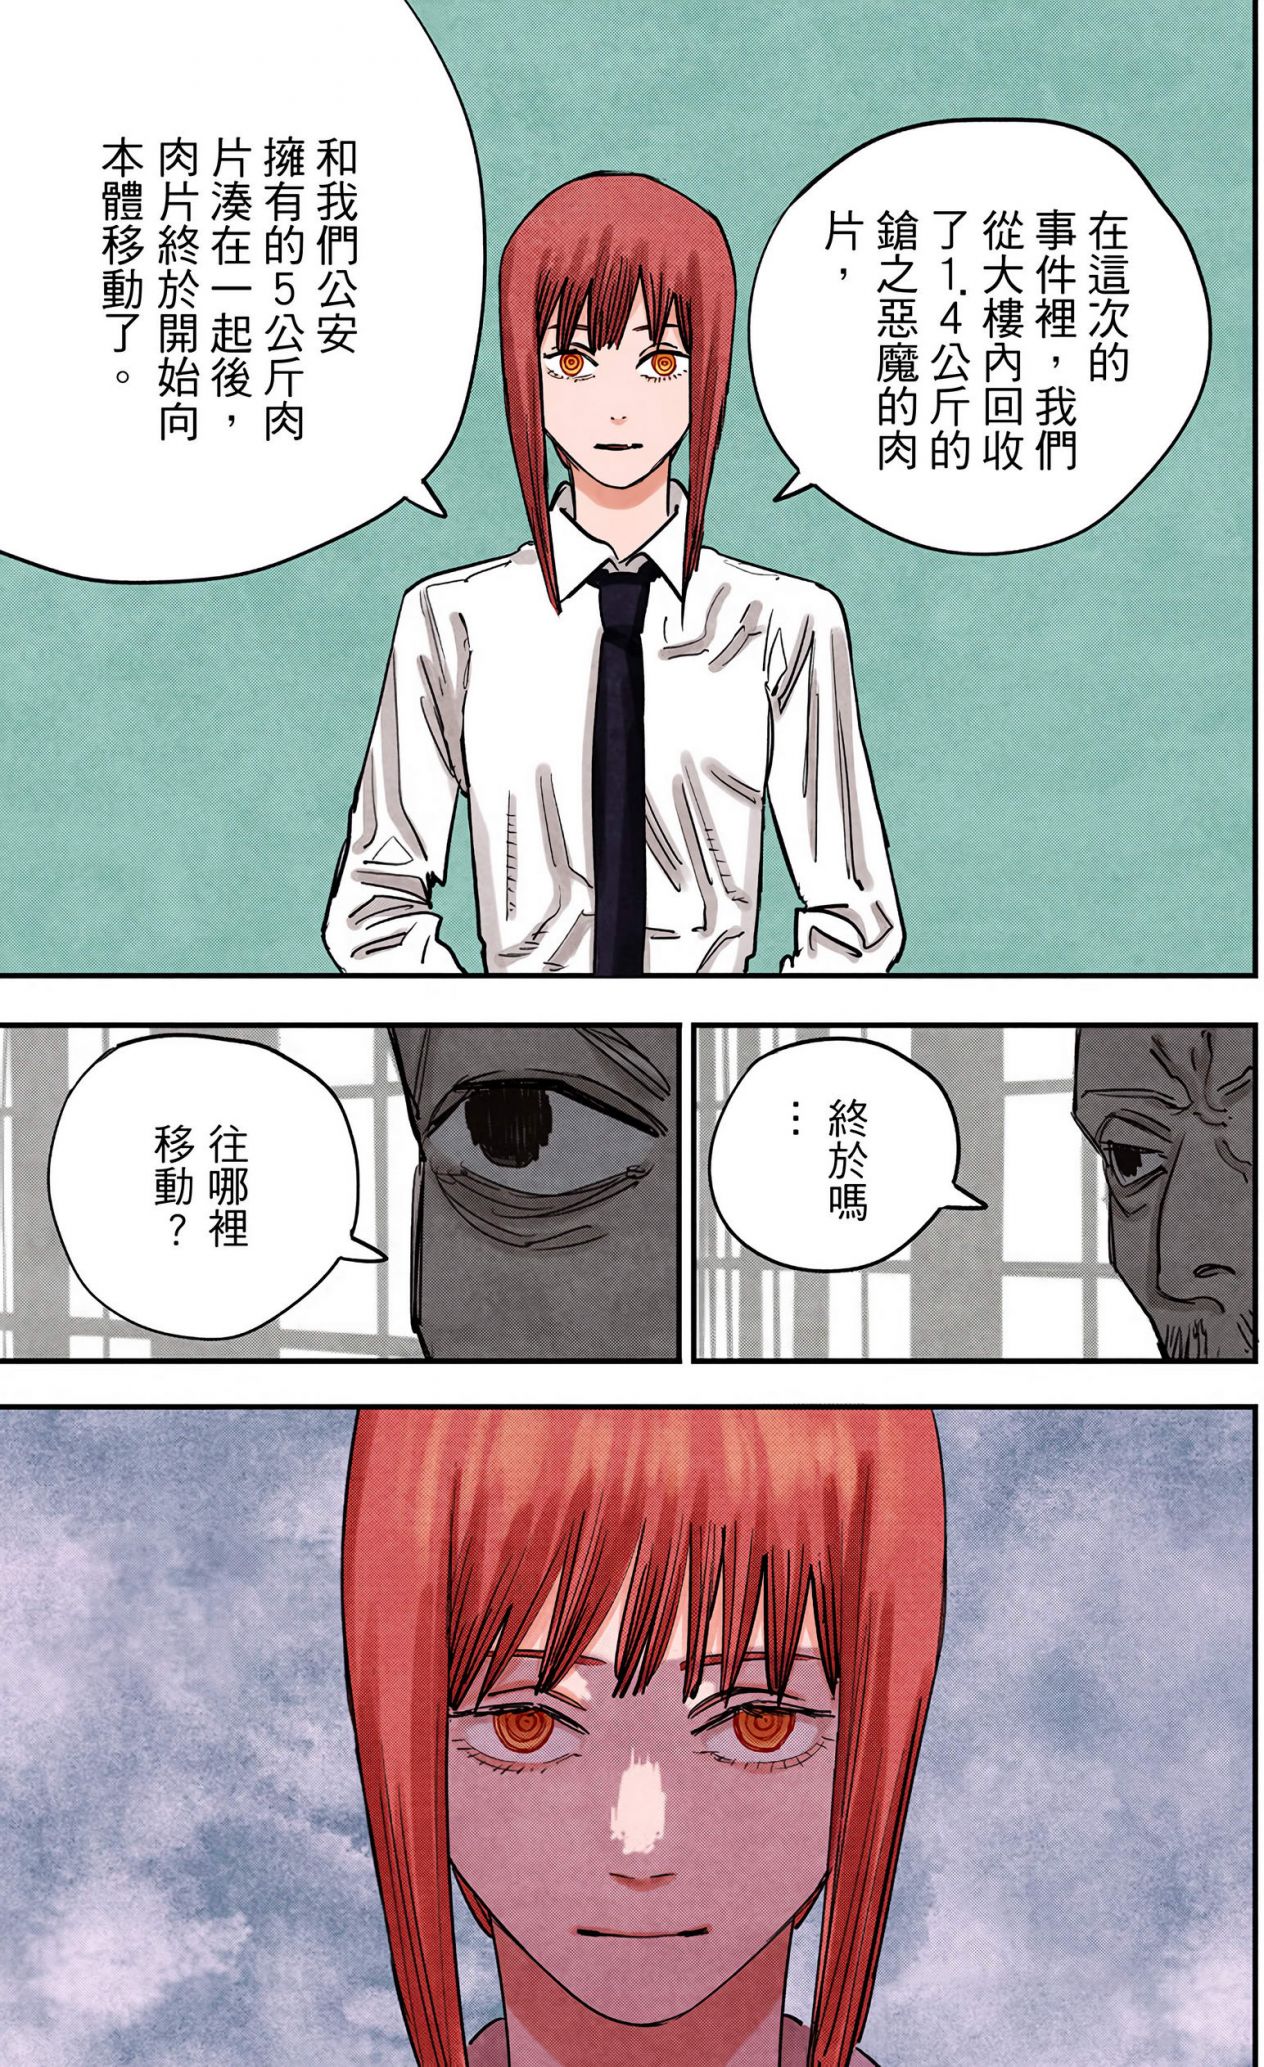 在這次的
事件裡，我們
從大樓內回收
了1.4公斤的
鎗之惡魔的肉
片，
和我們公安
擁有的5公斤肉
片湊在一起後，
肉片終於開始向
本體移動了。
終於嗎
…
往哪裡
移動？